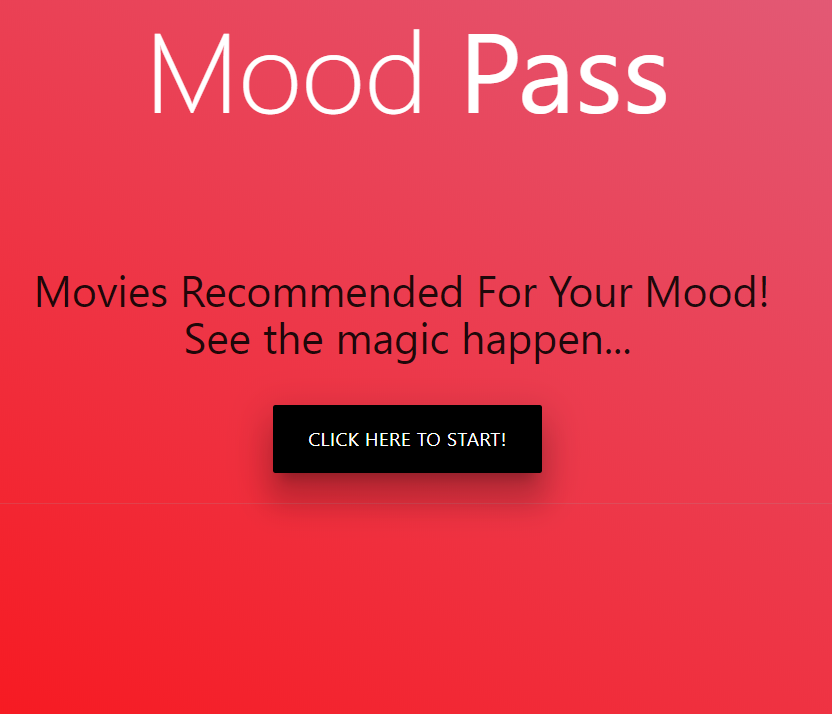 Mood Pass
Movies Recommended For Your Mood!
See the magic happen...
CLICK HERE TO START!